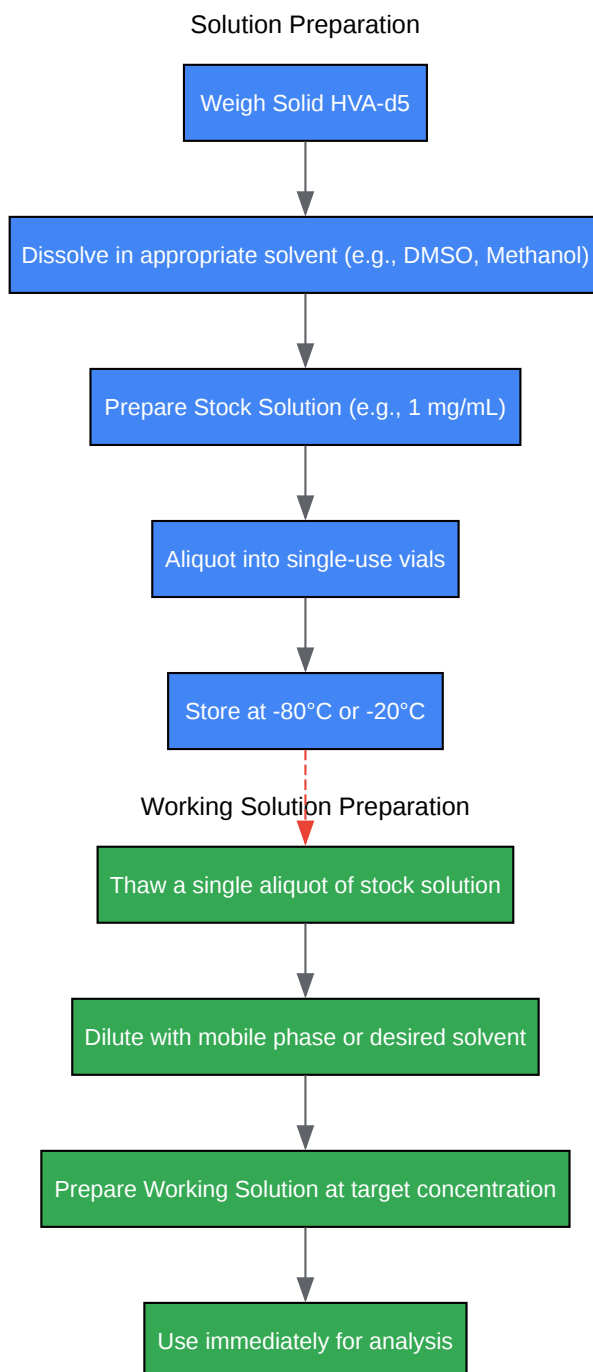 Solution Preparation
Weigh Solid HVA-d5
Dissolve in appropriate solvent (e.g., DMSO, Methanol)
Prepare Stock Solution (e.g., 1 mg/mL)
Aliquot into single-use vials
Store at -80°C or -20°C
Working Solution Preparation
Thaw a single aliquot of stock solution
Dilute with mobile phase or desired solvent
Prepare Working Solution at target concentration
Use immediately for analysis